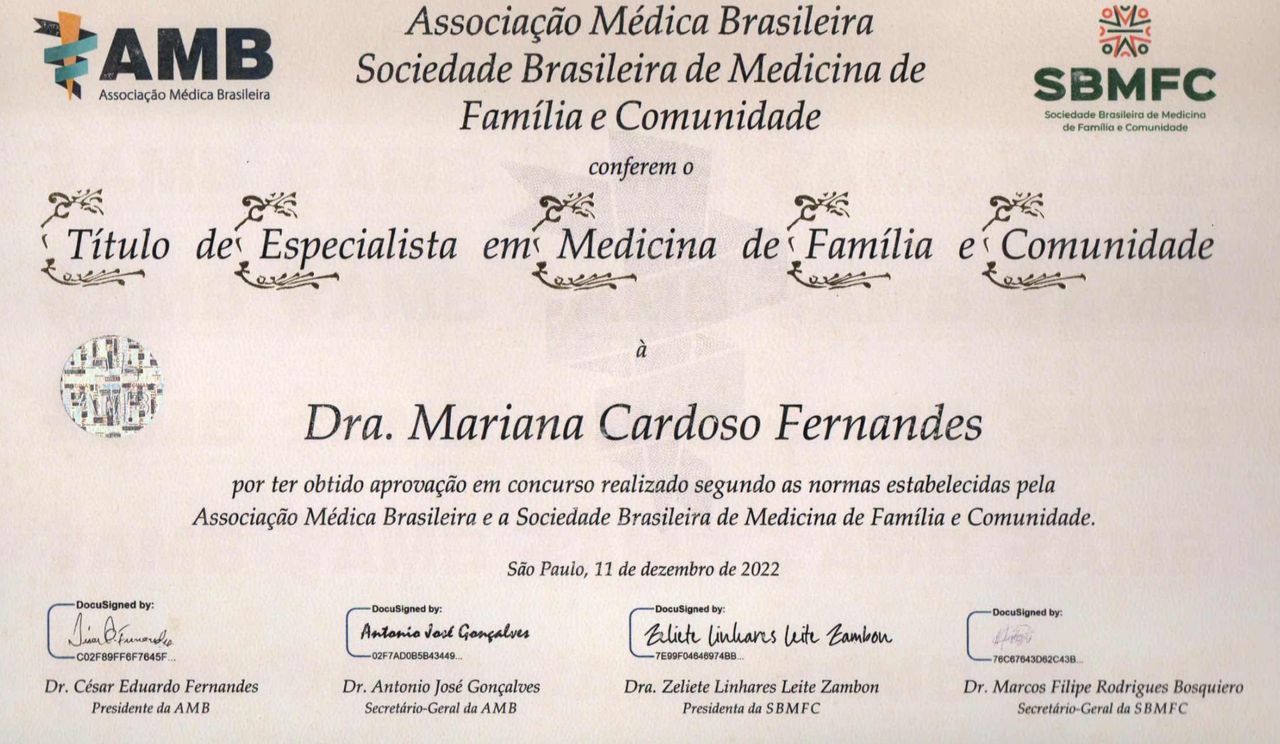 AMB
Associação Médica Brasileira
Associação Médica Brasileira
Sociedade Brasileira de Medicina de
Família e Comunidade
SBMFC
Sociedade Brasileira de Medicina
de Família e Comunidade
conferem o
Título de Especialista em Medicina de Família e Comunidade
à
Dra. Mariana Cardoso Fernandes
por ter obtido aprovação em concurso realizado segundo as normas estabelecidas pela
Associação Médica Brasileira e a Sociedade Brasileira de Medicina de Família e Comunidade.
São Paulo, 11 de dezembro de 2022
DocuSigned by:
C02F89FF6F7645F...
Dr. César Eduardo Fernandes
Presidente da AMB
DocuSigned by:
Antonio José Gonçalves
02F7AD0B5B43449...
Dr. Antonio José Gonçalves
Secretário-Geral da AMB
DocuSigned by:
Zeliete Linhares Leite Zambon
7E99F04646974BB...
Dra. Zeliete Linhares Leite Zambon
Presidenta da SBMFC
DocuSigned by:
76C67643D62C43B...
Dr. Marcos Filipe Rodrigues Bosquiero
Secretário-Geral da SBMFC